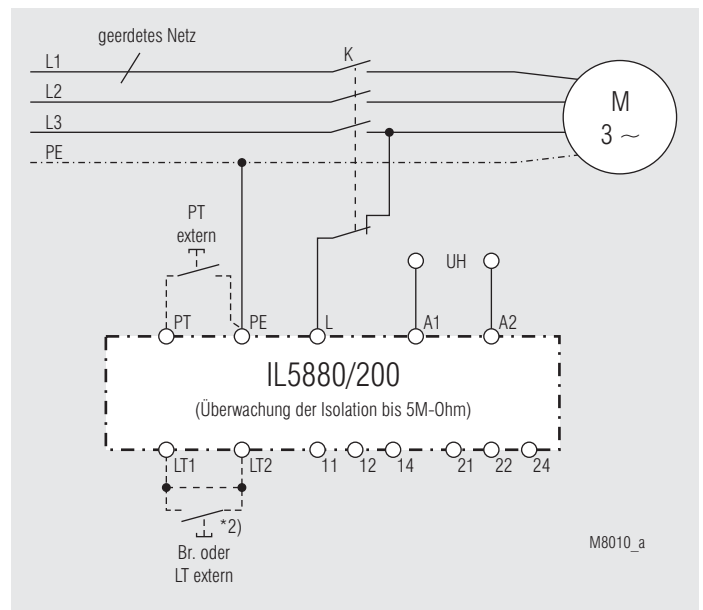 geerdetes Netz
L1
K
L2
L3
PE
M
3 ~
PT
extern
UH
PT
PE
L
A1
A2
IL5880/200
(Überwachung der Isolation bis 5M-Ohm)
LT1
LT2
11
12
14
21
22
24
*2)
Br. oder
LT extern
M8010_a